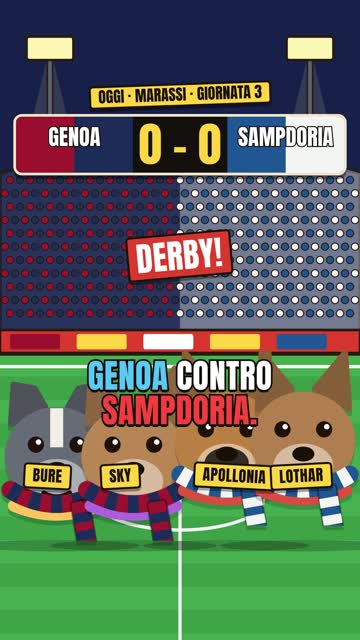 OGGI · MARASSI · GIORNATA 3
GENOA 0 - 0 SAMPDORIA
DERBY!
GENOA CONTRO
SAMPDORIA.
BURE SKY APOLLONIA LOTHAR